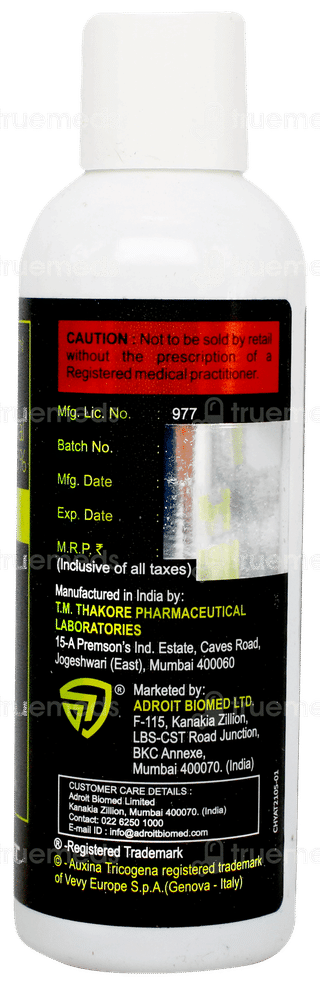 CAUTION : Not to be sold by retail
without the prescription of a
Registered medical practitioner.
Mfg. Lic. No. : 977
Batch No.
Mfg. Date :
Exp. Date
M.R.P. ₹
(Inclusive of all taxes)
Manufactured in India by:
T.M. THAKORE PHARMACEUTICAL
LABORATORIES
15-A Premson's Ind. Estate, Caves Road,
Jogeshwari (East), Mumbai 400060
® Marketed by:
ADROIT BIOMED LTD.
F-115, Kanakia Zillion,
LBS-CST Road Junction,
BKC Annexe,
Mumbai 400070. (India)
CUSTOMER CARE DETAILS :
Adroit Biomed Limited
Kanakia Zillion, Mumbai 400070. (India)
Contact: 022 6250 1000
E-mail ID : info@adroitbiomed.com
® -Registered Trademark
© - Auxina Tricogena registered trademark
of Vevy Europe S.p.A.(Genova - Italy)
CHYAT2105-01
truemeds